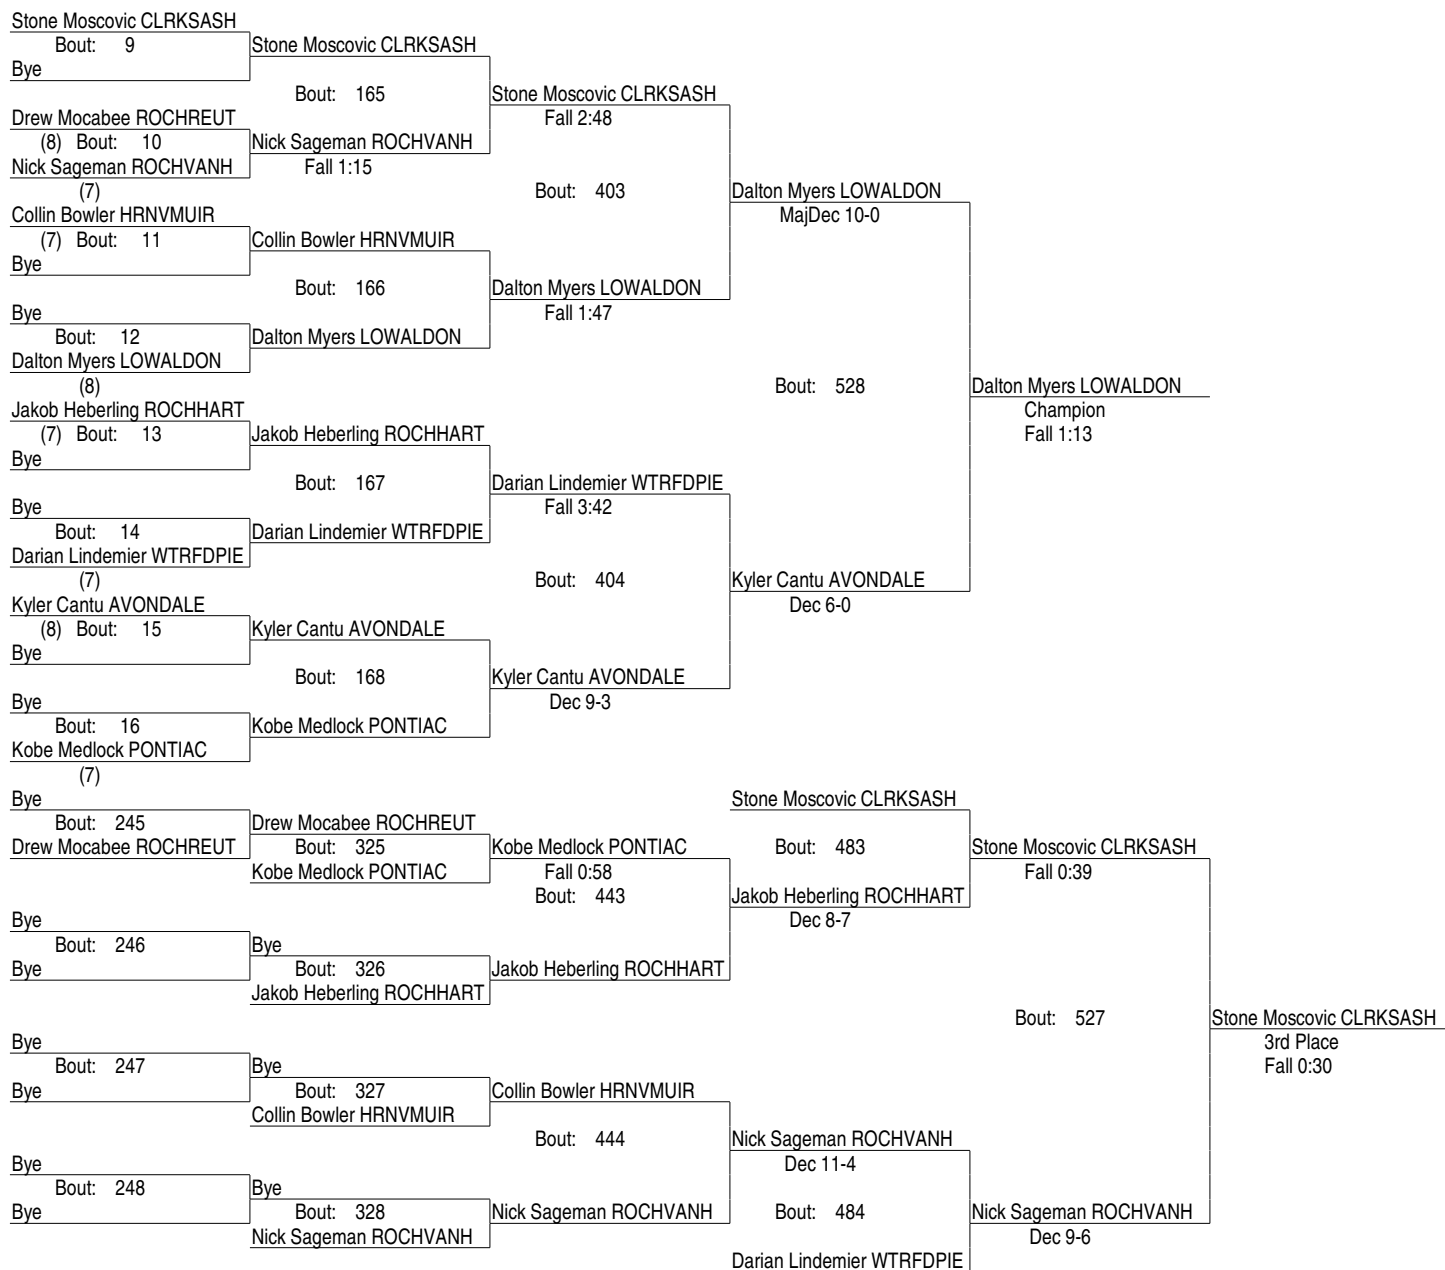 Stone Moscovic CLRKSASH
Bout: 9
Stone Moscovic CLRKSASH
Bye
Bout: 165
Stone Moscovic CLRKSASH
Drew Mocabee ROCHREUT
Fall 2:48
(8) Bout: 10
Nick Sageman ROCHVANH
Nick Sageman ROCHVANH
Fall 1:15
(7)
Bout: 403
Dalton Myers LOWALDON
Collin Bowler HRNVMUIR
MajDec 10-0
(7) Bout: 11
Collin Bowler HRNVMUIR
Bye
Bout: 166
Dalton Myers LOWALDON
Bye
Fall 1:47
Bout: 12
Dalton Myers LOWALDON
Dalton Myers LOWALDON
(8)
Bout: 528
Dalton Myers LOWALDON
Jakob Heberling ROCHHART
Champion
(7) Bout: 13
Jakob Heberling ROCHHART
Fall 1:13
Bye
Bout: 167
Darian Lindemier WTRFDPIE
Bye
Fall 3:42
Bout: 14
Darian Lindemier WTRFDPIE
Darian Lindemier WTRFDPIE
(7)
Bout: 404
Kyler Cantu AVONDALE
Kyler Cantu AVONDALE
Dec 6-0
(8) Bout: 15
Kyler Cantu AVONDALE
Bye
Bout: 168
Kyler Cantu AVONDALE
Bye
Dec 9-3
Bout: 16
Kobe Medlock PONTIAC
Kobe Medlock PONTIAC
(7)
Bye
Stone Moscovic CLRKSASH
Bout: 245
Drew Mocabee ROCHREUT
Drew Mocabee ROCHREUT
Bout: 325
Kobe Medlock PONTIAC
Bout: 483
Stone Moscovic CLRKSASH
Kobe Medlock PONTIAC
Fall 0:58
Fall 0:39
Bout: 443
Jakob Heberling ROCHHART
Bye
Dec 8-7
Bout: 246
Bye
Bye
Bout: 326
Jakob Heberling ROCHHART
Jakob Heberling ROCHHART
Bout: 527
Stone Moscovic CLRKSASH
Bye
3rd Place
Bout: 247
Bye
Fall 0:30
Bye
Bout: 327
Collin Bowler HRNVMUIR
Collin Bowler HRNVMUIR
Bout: 444
Nick Sageman ROCHVANH
Bye
Dec 11-4
Bout: 248
Bye
Bye
Bout: 328
Nick Sageman ROCHVANH
Bout: 484
Nick Sageman ROCHVANH
Nick Sageman ROCHVANH
Dec 9-6
Darian Lindemier WTRFDPIE